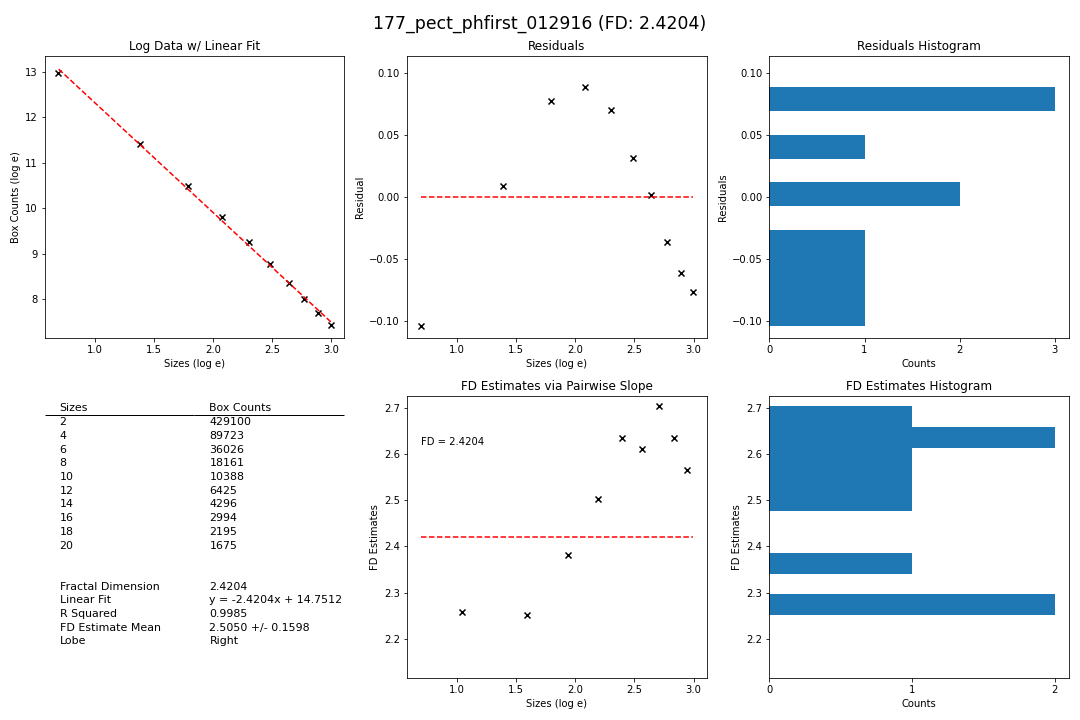 177_pect_phfirst_012916 (FD: 2.4204)
Log Data w/ Linear Fit
13
12
11
10
9
8
Box Counts (log e)
1.0 1.5 2.0 2.5 3.0
Sizes (log e)
Residuals
0.10
0.05
0.00
−0.05
−0.10
Residual
1.0 1.5 2.0 2.5 3.0
Sizes (log e)
Residuals Histogram
0.10
0.05
0.00
−0.05
−0.10
Residuals
0 1 2 3
Counts
Sizes Box Counts
2 429100
4 89723
6 36026
8 18161
10 10388
12 6425
14 4296
16 2994
18 2195
20 1675
Fractal Dimension 2.4204
Linear Fit y = -2.4204x + 14.7512
R Squared 0.9985
FD Estimate Mean 2.5050 +/- 0.1598
Lobe Right
FD Estimates via Pairwise Slope
2.7
2.6
2.5
2.4
2.3
2.2
FD Estimates
FD = 2.4204
1.0 1.5 2.0 2.5 3.0
Sizes (log e)
FD Estimates Histogram
2.7
2.6
2.5
2.4
2.3
2.2
FD Estimates
0 1 2
Counts